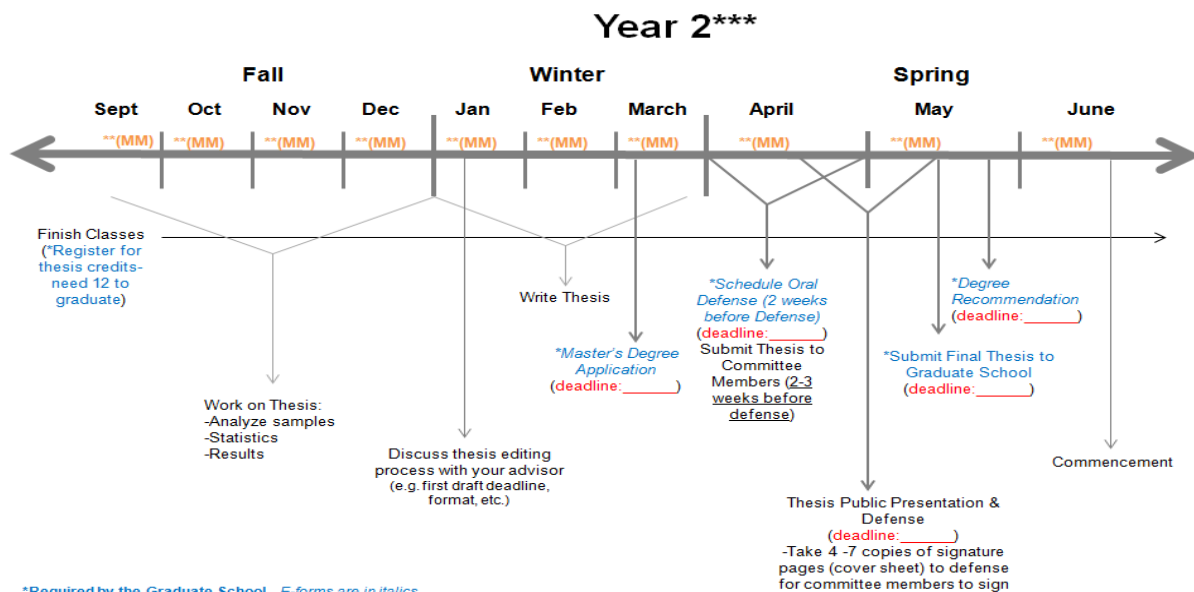 Year 2***
Fall
Winter
Spring
Sept
Oct
Nov
Dec
Jan
Feb
March
April
May
June
**(MM)
**(MM)
**(MM)
**(MM)
**(MM)
**(MM)
**(MM)
**(MM)
**(MM)
**(MM)
Finish Classes
(*Register for
thesis credits-
need 12 to
graduate)
Work on Thesis:
-Analyze samples
-Statistics
-Results
Discuss thesis editing
process with your advisor
(e.g. first draft deadline,
format, etc.)
Write Thesis
*Master's Degree
Application
(deadline:______)
*Schedule Oral
Defense (2 weeks
before Defense)
(deadline:______)
Submit Thesis to
Committee
Members (2-3
weeks before
defense)
Thesis Public Presentation &
Defense
(deadline:______)
-Take 4 -7 copies of signature
pages (cover sheet) to defense
for committee members to sign
*Submit Final Thesis to
Graduate School
(deadline:______)
*Degree
Recommendation
(deadline:______)
Commencement
*Required by the Graduate School E-forms are in italics